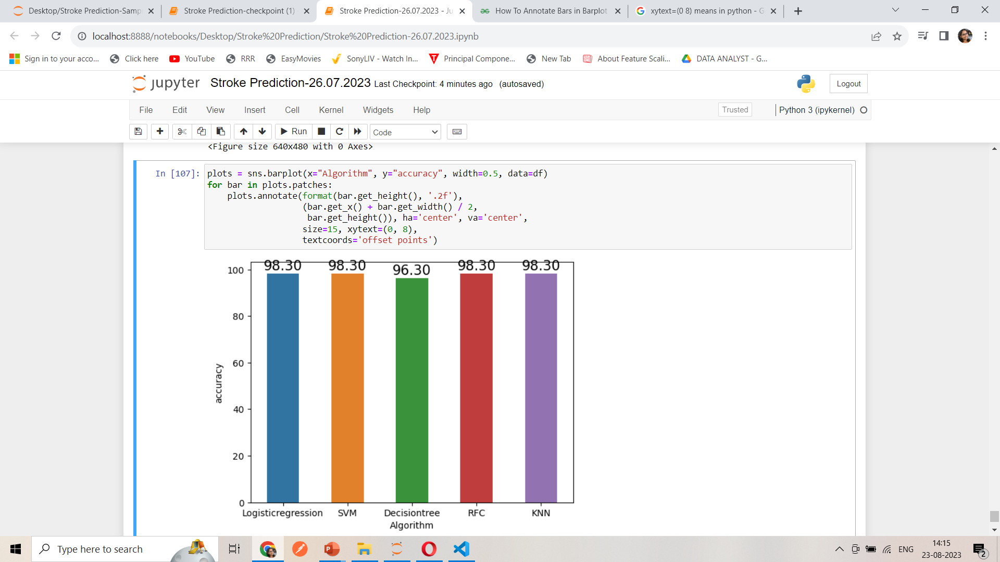 Desktop/Stroke Prediction-Samp
Stroke Prediction-checkpoint (1)
Stroke Prediction-26.07.2023 - Ju
How To Annotate Bars in Barplot
xytext=(0 8) means in python - G
localhost:8888/notebooks/Desktop/Stroke%20Prediction/Stroke%20Prediction-26.07.2023.ipynb
Sign in to your acco...
Click here
YouTube
RRR
EasyMovies
SonyLIV - Watch In...
Principal Compone...
New Tab
About Feature Scali...
DATA ANALYST - G...
jupyter Stroke Prediction-26.07.2023 Last Checkpoint: 4 minutes ago (autosaved)
Logout
File Edit View Insert Cell Kernel Widgets Help
Trusted
Python 3 (ipykernel)
Run
Code
<Figure size 640x480 with 0 Axes>
In [107]: plots = sns.barplot(x="Algorithm", y="accuracy", width=0.5, data=df)
for bar in plots.patches:
plots.annotate(format(bar.get_height(), '.2f'),
(bar.get_x() + bar.get_width() / 2,
bar.get_height()), ha='center', va='center',
size=15, xytext=(0, 8),
textcoords='offset points')
98.30 98.30 96.30 98.30 98.30
100
80
60
40
20
0
accuracy
Logisticregression SVM Decisiontree RFC KNN
Algorithm
Type here to search
ENG
14:15
23-08-2023
2